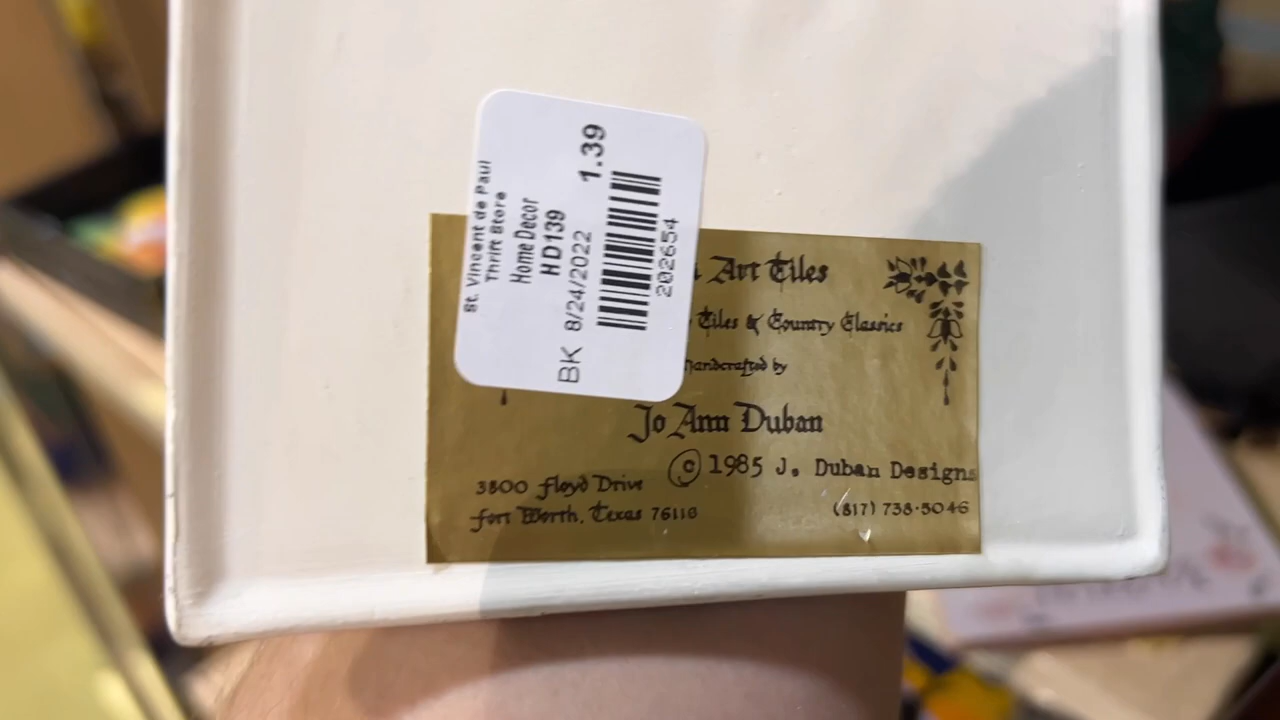 St. Vincent de Paul
Thrift Store
Home Decor
HD139
BK 8/24/2022 1.39
202654
Art Tiles
Tiles & Country Classics
handcrafted by
Jo Ann Duban
© 1985 J. Duban Designs
3800 Floyd Drive
Fort Worth, Texas 76116
(817) 738-5046